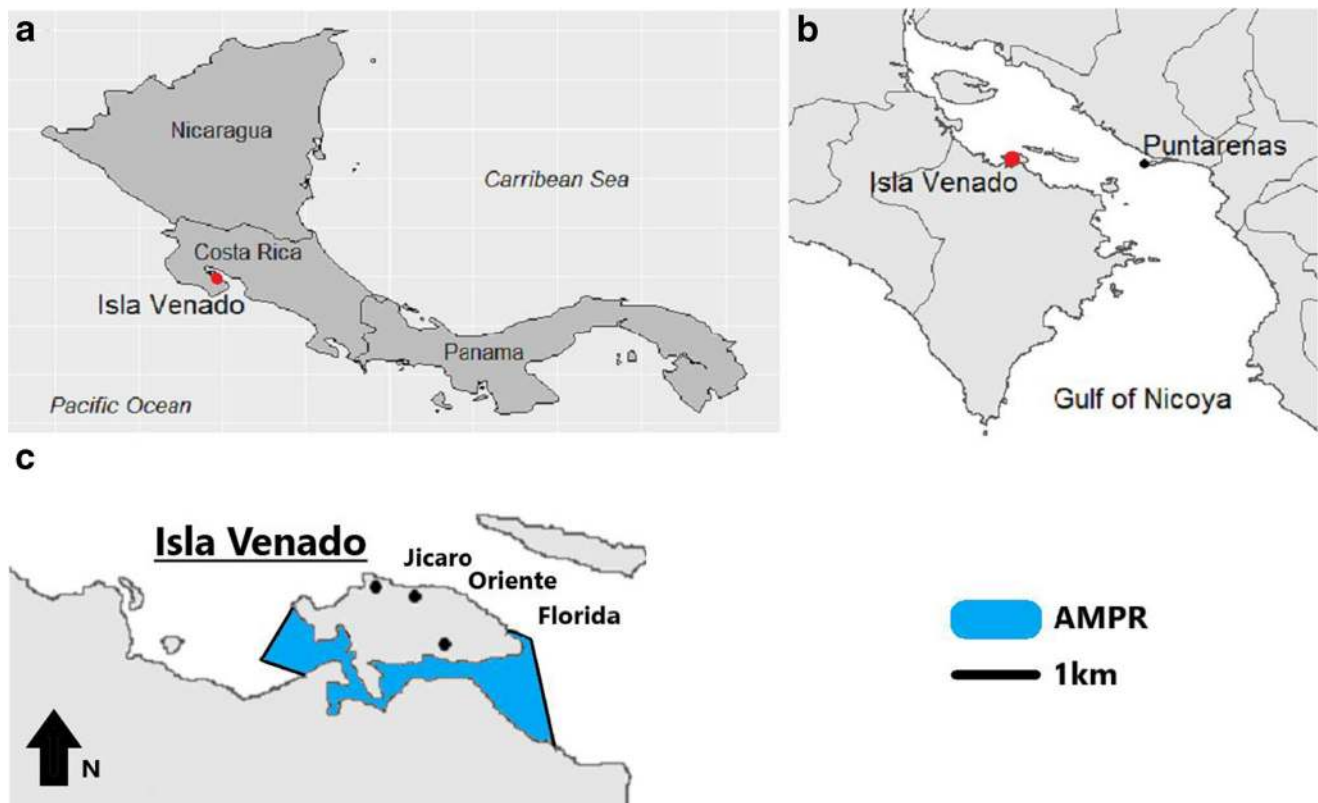 a
Nicaragua
Carribean Sea
Costa Rica
Isla Venado
Panama
Pacific Ocean
b
Puntarenas
Isla Venado
Gulf of Nicoya
c
Isla Venado
Jicaro
Oriente
Florida
N
AMPR
1km